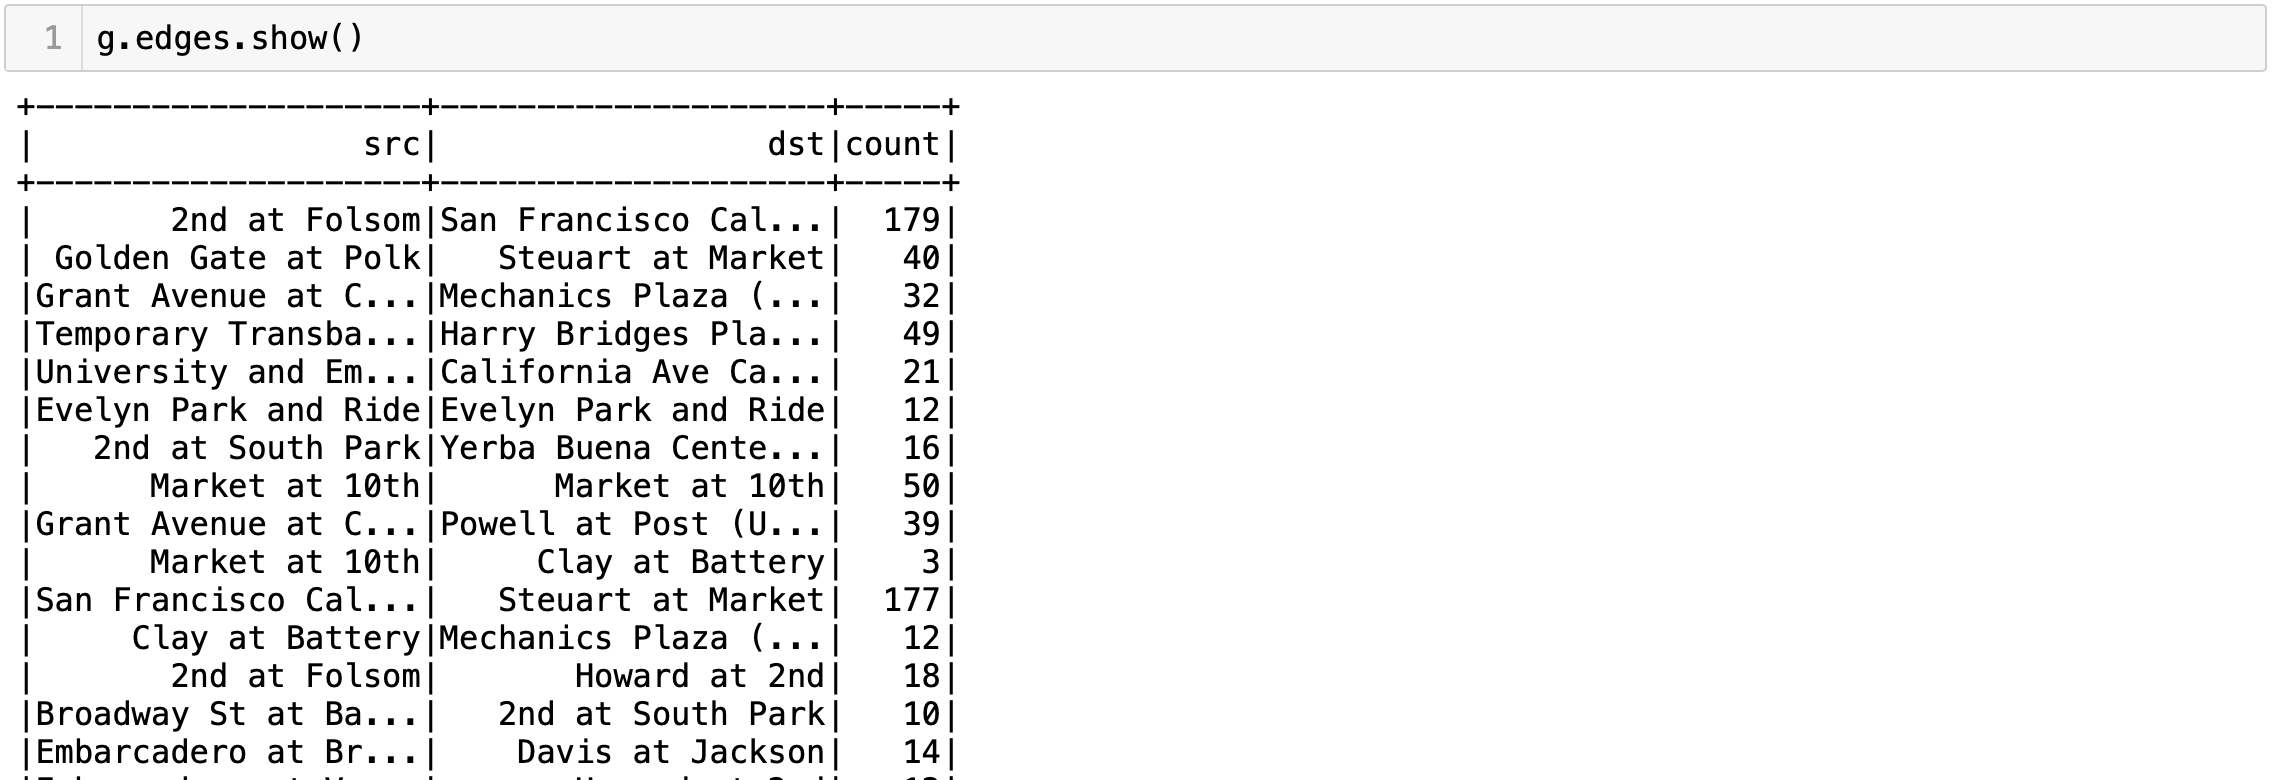 1 g.edges.show()
+--------------------+--------------------+-----+
|                 src|                 dst|count|
+--------------------+--------------------+-----+
|       2nd at Folsom|San Francisco Cal...|  179|
| Golden Gate at Polk|   Steuart at Market|   40|
|Grant Avenue at C...|Mechanics Plaza (...|   32|
|Temporary Transba...|Harry Bridges Pla...|   49|
|University and Em...|California Ave Ca...|   21|
|Evelyn Park and Ride|Evelyn Park and Ride|   12|
|   2nd at South Park|Yerba Buena Cente...|   16|
|      Market at 10th|      Market at 10th|   50|
|Grant Avenue at C...|Powell at Post (U...|   39|
|      Market at 10th|     Clay at Battery|    3|
|San Francisco Cal...|   Steuart at Market|  177|
|     Clay at Battery|Mechanics Plaza (...|   12|
|       2nd at Folsom|       Howard at 2nd|   18|
|Broadway St at Ba...|   2nd at South Park|   10|
|Embarcadero at Br...|    Davis at Jackson|   14|